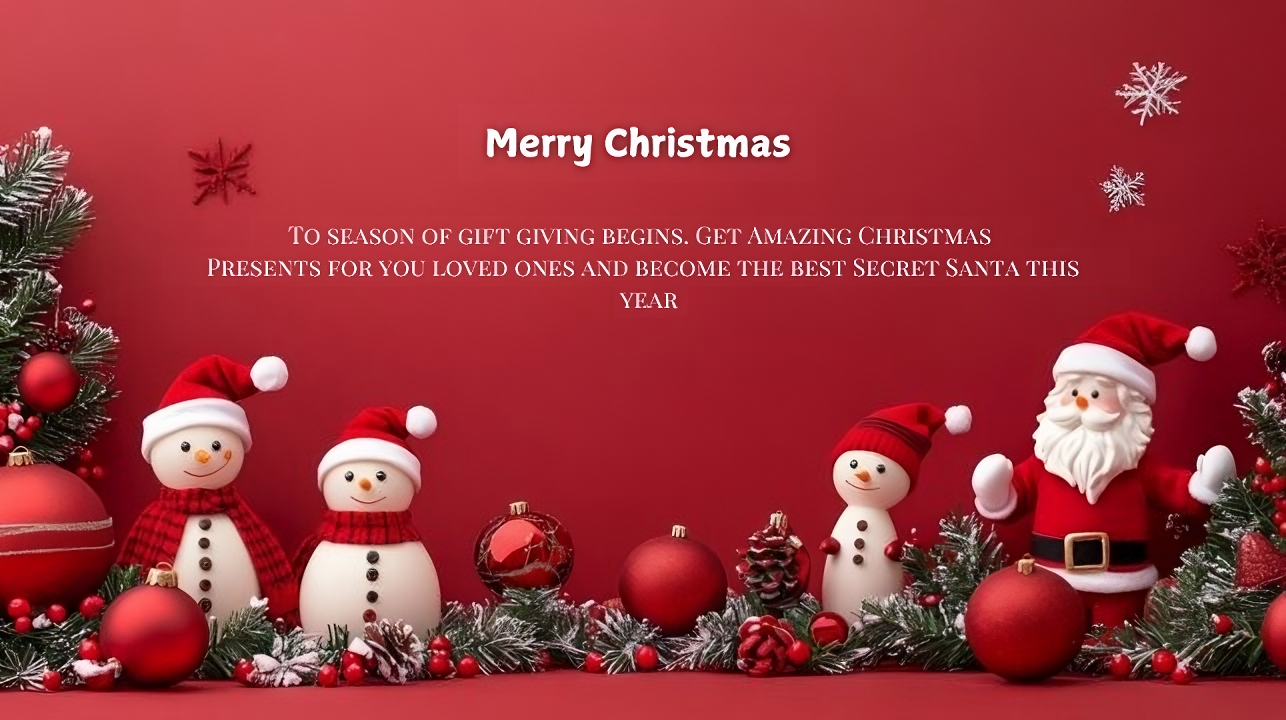 Merry Christmas
To season of gift giving begins. Get Amazing Christmas
Presents for you loved ones and become the best Secret Santa this
year